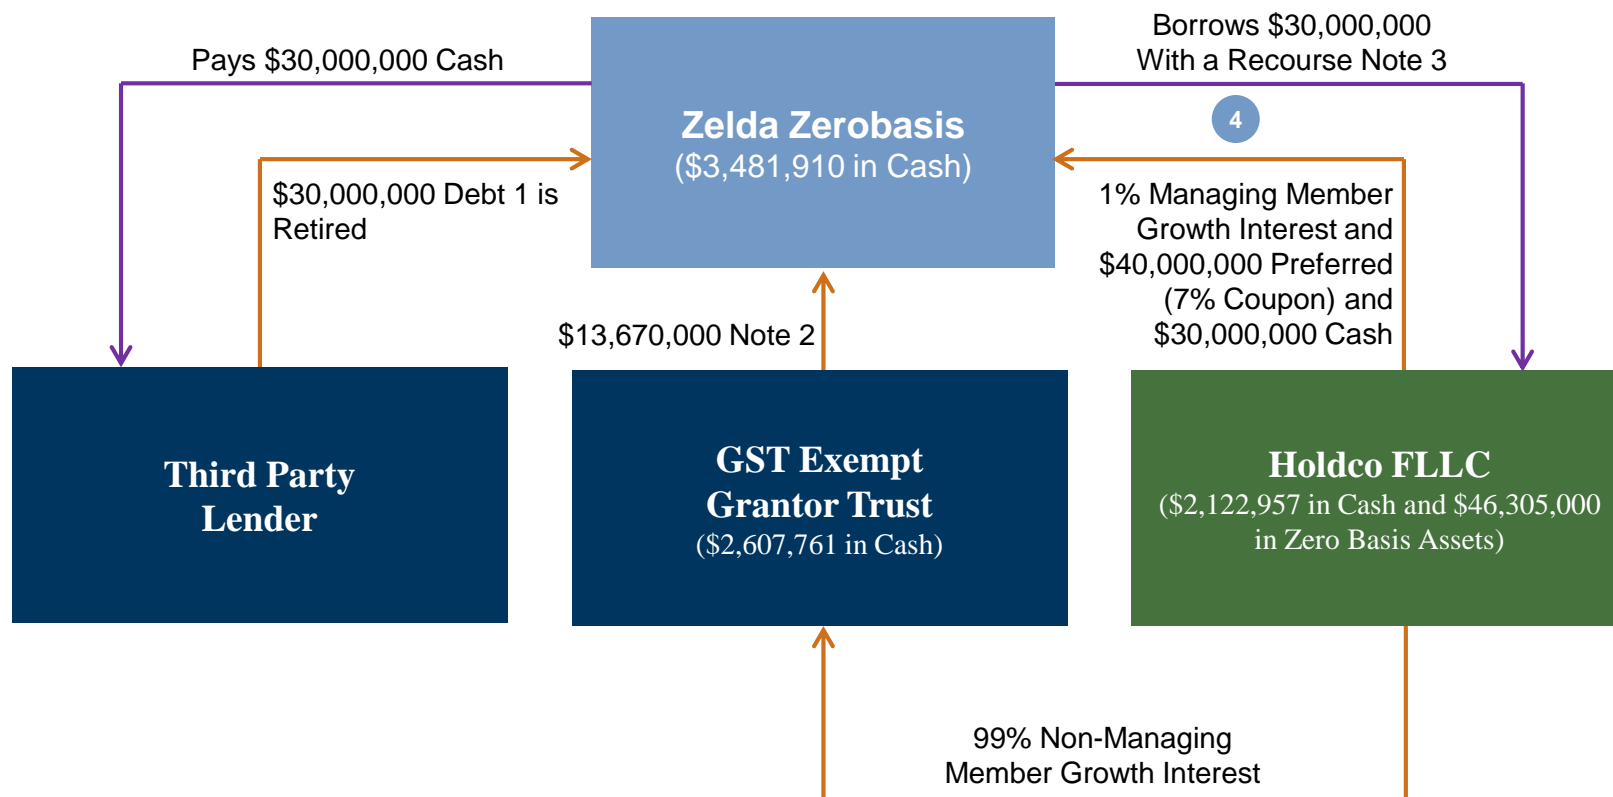 Pays $30,000,000 Cash
Borrows $30,000,000
With a Recourse Note 3
4
Zelda Zerobasis
($3,481,910 in Cash)
$30,000,000 Debt 1 is
Retired
1% Managing Member
Growth Interest and
$40,000,000 Preferred
(7% Coupon) and
$30,000,000 Cash
$13,670,000 Note 2
Third Party
Lender
GST Exempt
Grantor Trust
($2,607,761 in Cash)
Holdco FLLC
($2,122,957 in Cash and $46,305,000
in Zero Basis Assets)
99% Non-Managing
Member Growth Interest